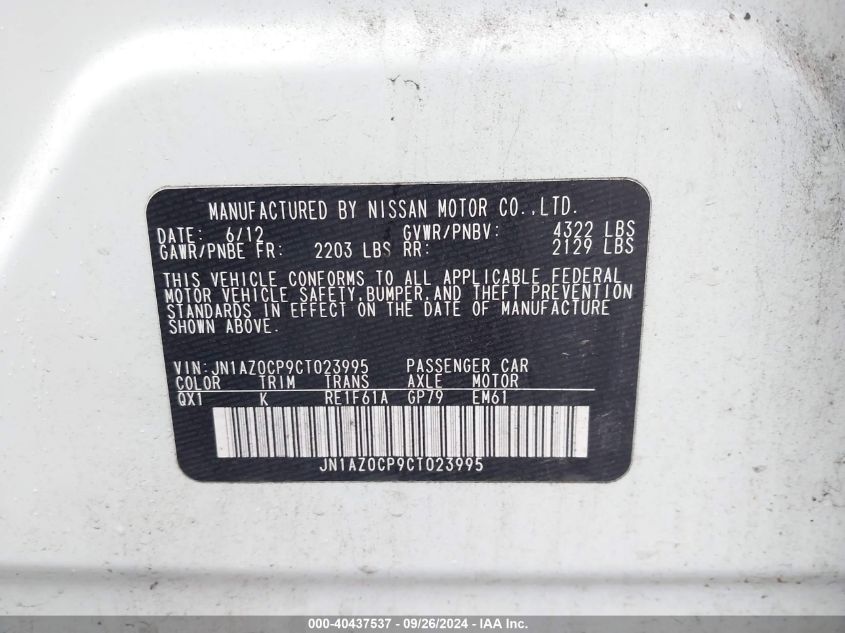 MANUFACTURED BY NISSAN MOTOR CO.,LTD.
DATE: 6/12 GVWR/PNBV: 4322 LBS
GAWR/PNBE FR: 2203 LBS RR: 2129 LBS
THIS VEHICLE CONFORMS TO ALL APPLICABLE FEDERAL
MOTOR VEHICLE SAFETY,BUMPER,AND THEFT PREVENTION
STANDARDS IN EFFECT ON THE DATE OF MANUFACTURE
SHOWN ABOVE.
VIN:JN1AZ0CP9CT023995 PASSENGER CAR
COLOR TRIM TRANS AXLE MOTOR
QX1 K RE1F61A GP79 EM61
JN1AZ0CP9CT023995
000-40437537 - 09/26/2024 - IAA Inc.